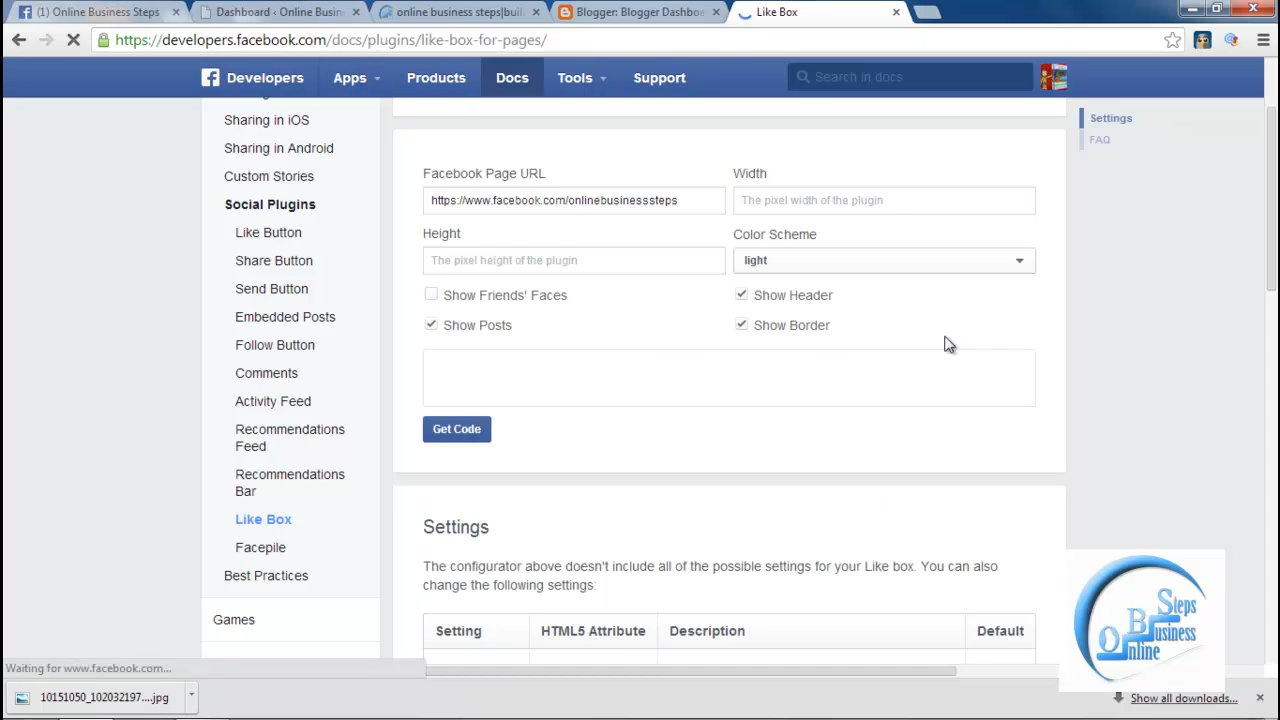 (1) Online Business Steps
Dashboard ‹ Online Busin
online business steps|buil
Blogger: Blogger Dashbo
Like Box
https://developers.facebook.com/docs/plugins/like-box-for-pages/
Developers
Apps
Products
Docs
Tools
Support
Search in docs
Sharing in iOS
Sharing in Android
Custom Stories
Social Plugins
Like Button
Share Button
Send Button
Embedded Posts
Follow Button
Comments
Activity Feed
Recommendations
Feed
Recommendations
Bar
Like Box
Facepile
Best Practices
Games
Facebook Page URL
Width
https://www.facebook.com/onlinebusinesssteps
The pixel width of the plugin
Height
Color Scheme
The pixel height of the plugin
light
Show Friends' Faces
Show Header
Show Posts
Show Border
Get Code
Settings
The configurator above doesn't include all of the possible settings for your Like box. You can also
change the following settings:
Setting
HTML5 Attribute
Description
Default
Settings
FAQ
Steps
Business
Online
Waiting for www.facebook.com...
10151050_102032197....jpg
Show all downloads...